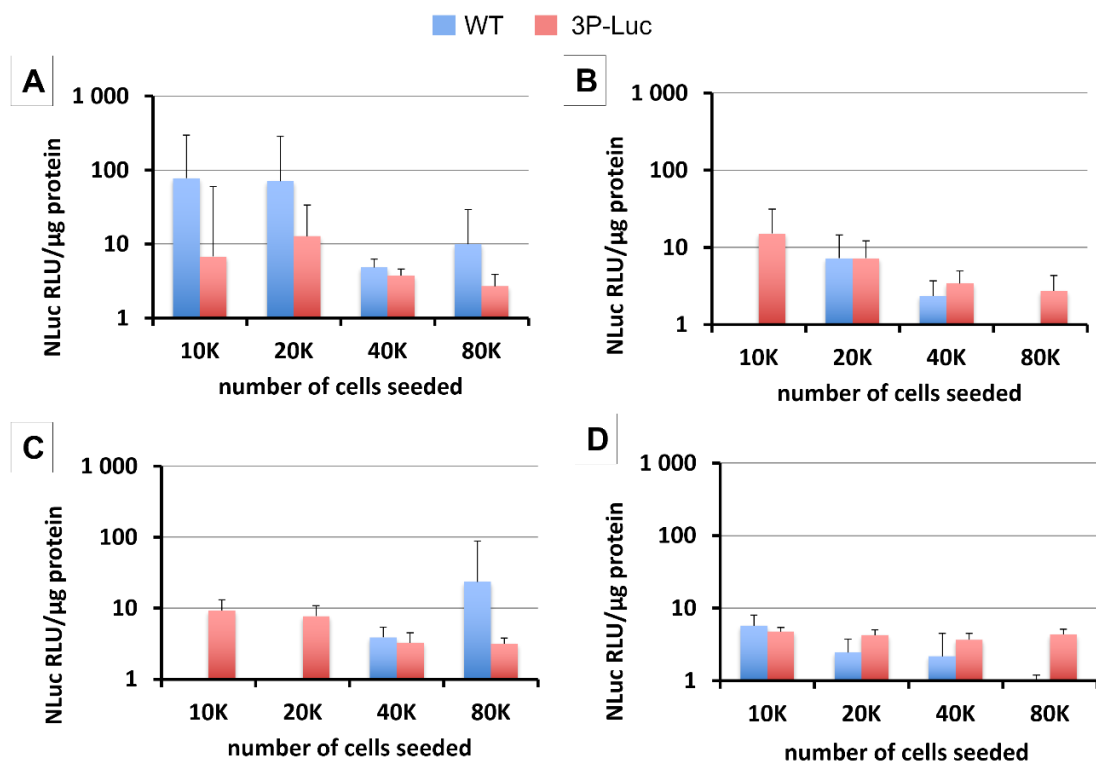 WT 3P-Luc
A
NLuc RLU/µg protein
1 000
100
10
1
10K 20K 40K 80K
number of cells seeded
B
NLuc RLU/µg protein
1 000
100
10
1
10K 20K 40K 80K
number of cells seeded
C
NLuc RLU/µg protein
1 000
100
10
1
10K 20K 40K 80K
number of cells seeded
D
NLuc RLU/µg protein
1 000
100
10
1
10K 20K 40K 80K
number of cells seeded